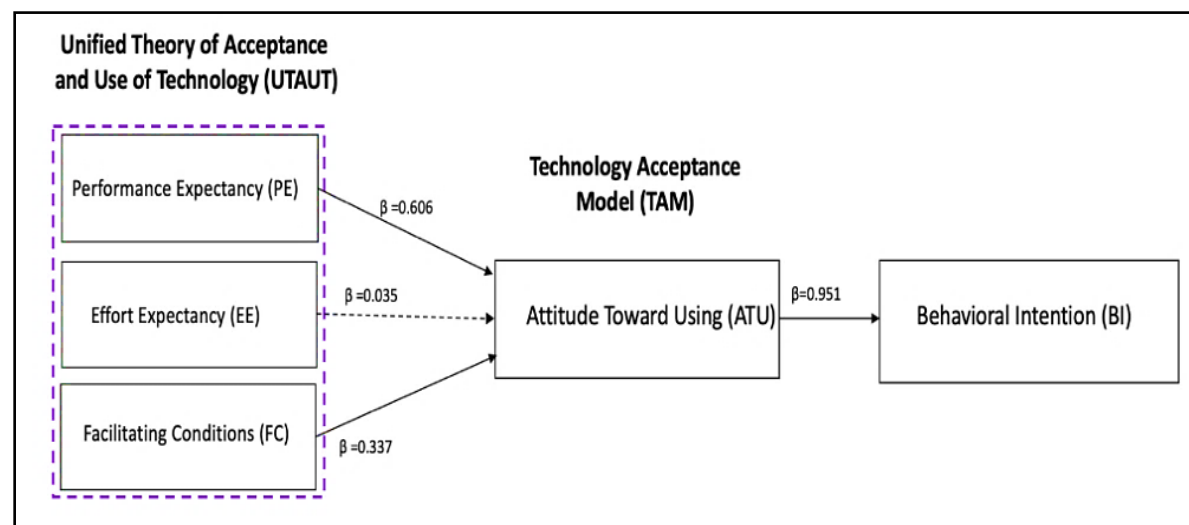 Unified Theory of Acceptance
and Use of Technology (UTAUT)
Performance Expectancy (PE)
β =0.606
Technology Acceptance
Model (TAM)
Effort Expectancy (EE)
β=0.035
Attitude Toward Using (ATU)
β=0.951
Behavioral Intention (BI)
Facilitating Conditions (FC)
β =0.337